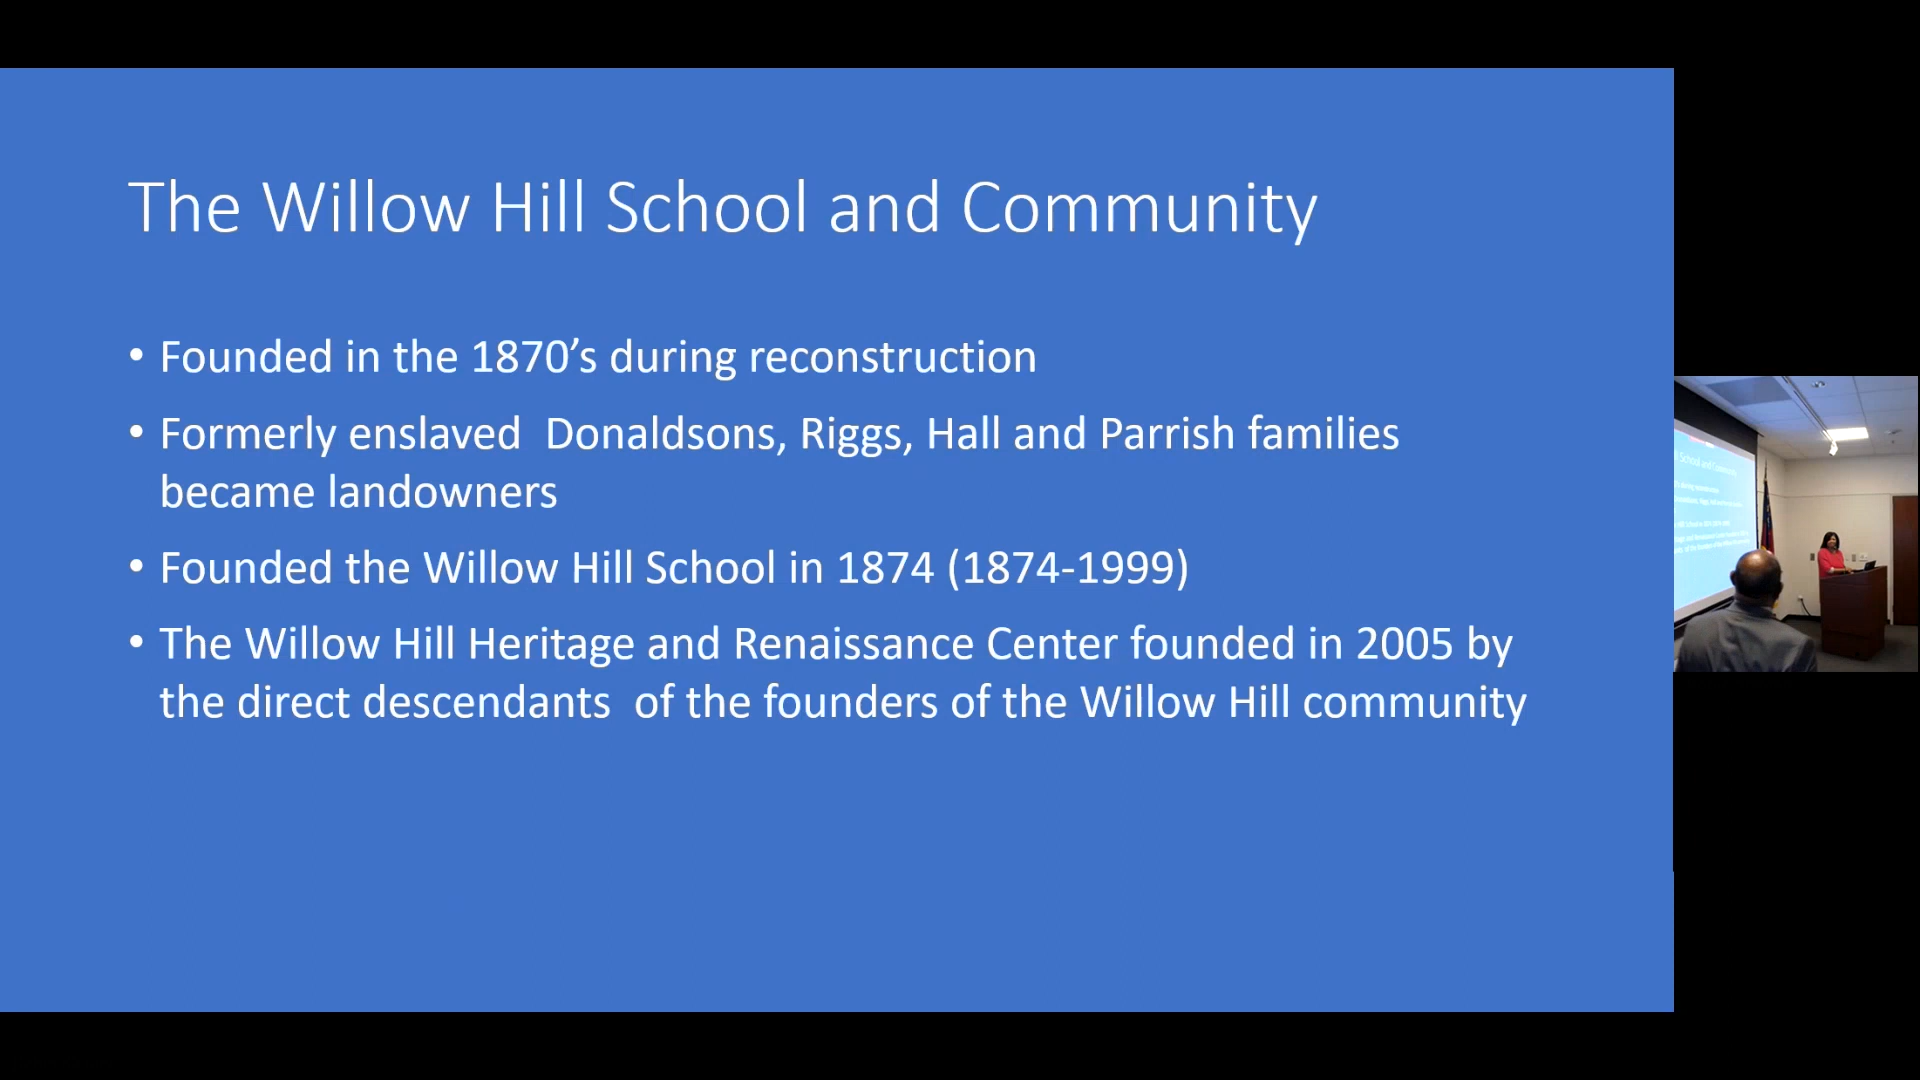 The Willow Hill School and Community
• Founded in the 1870’s during reconstruction
• Formerly enslaved  Donaldsons, Riggs, Hall and Parrish families
became landowners
• Founded the Willow Hill School in 1874 (1874-1999)
• The Willow Hill Heritage and Renaissance Center founded in 2005 by
the direct descendants  of the founders of the Willow Hill community